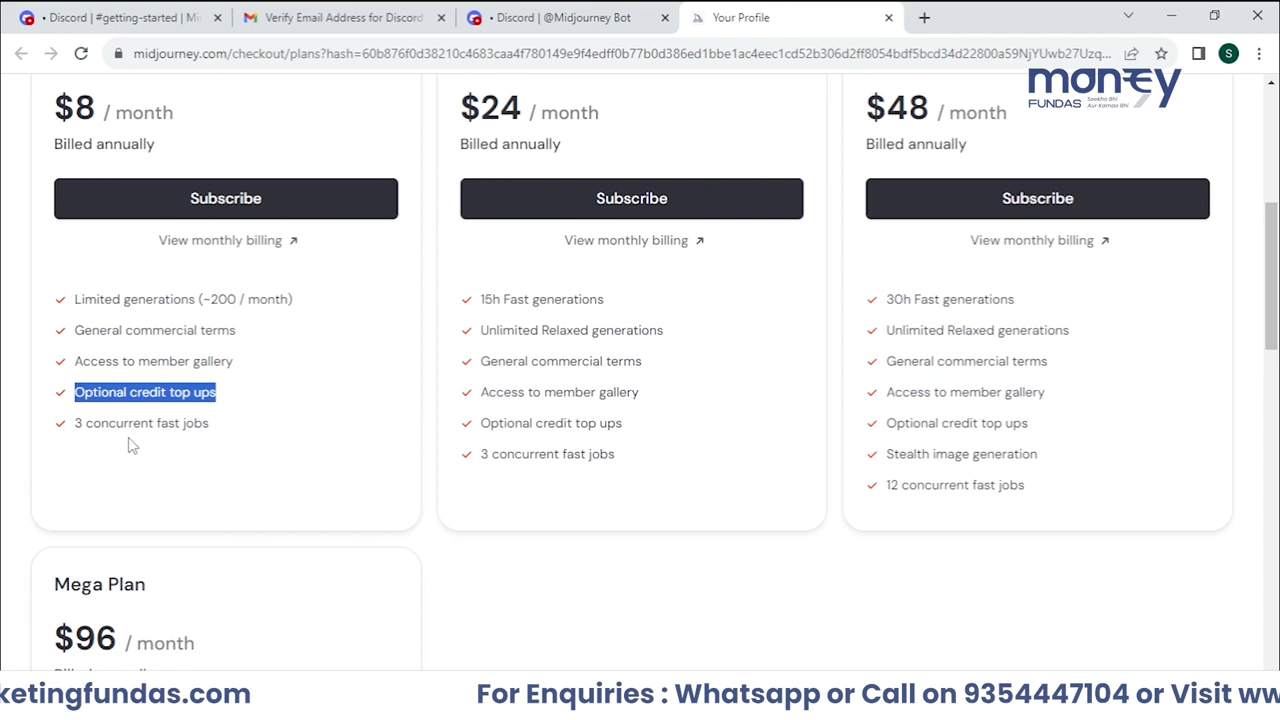 • Discord | #getting-started | Mi
Verify Email Address for Discord
• Discord | @Midjourney Bot
Your Profile
midjourney.com/checkout/plans?hash=60b876f0d38210c4683caa4f780149e9f4edff0b77b0d386ed1bbe1ac4eec1cd52b306d2ff8054bdf5bcd34d22800a59NjYUwb27Uzq...
S
money
FUNDAS
Seekho Bhi
Aur Kamao Bhi
$8 / month
Billed annually
Subscribe
View monthly billing ↗
Limited generations (~200 / month)
General commercial terms
Access to member gallery
Optional credit top ups
3 concurrent fast jobs
$24 / month
Billed annually
Subscribe
View monthly billing ↗
15h Fast generations
Unlimited Relaxed generations
General commercial terms
Access to member gallery
Optional credit top ups
3 concurrent fast jobs
$48 / month
Billed annually
Subscribe
View monthly billing ↗
30h Fast generations
Unlimited Relaxed generations
General commercial terms
Access to member gallery
Optional credit top ups
Stealth image generation
12 concurrent fast jobs
Mega Plan
$96 / month
ketingfundas.com For Enquiries : Whatsapp or Call on 9354447104 or Visit ww